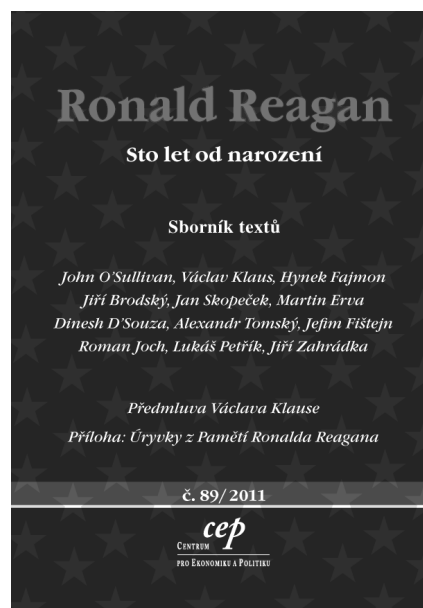 Ronald Reagan
Sto let od narození
Sborník textů
John O'Sullivan, Václav Klaus, Hynek Fajmon
Jiří Brodský, Jan Skopeček, Martin Erva
Dinesh D'Souza, Alexandr Tomský, Jefim Fištejn
Roman Joch, Lukáš Petřík, Jiří Zahrádka
Předmluva Václava Klause
Příloha: Úryvky z Pamětí Ronalda Reagana
č. 89/2011
CENTRUM cep
PRO EKONOMIKU A POLITIKU